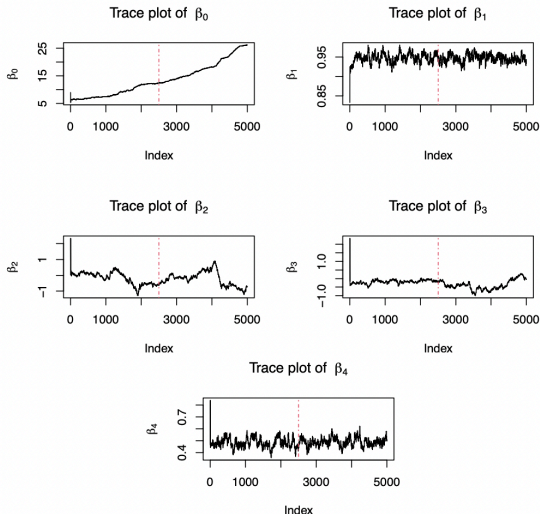 Trace plot of β0
Trace plot of β1
β0
5 15 25
0 1000 3000 5000
Index
β1
0.85 0.95
0 1000 3000 5000
Index
Trace plot of β2
Trace plot of β3
β2
−1 1
0 1000 3000 5000
Index
β3
−1.0 1.0
0 1000 3000 5000
Index
Trace plot of β4
β4
0.4 0.7
0 1000 3000 5000
Index